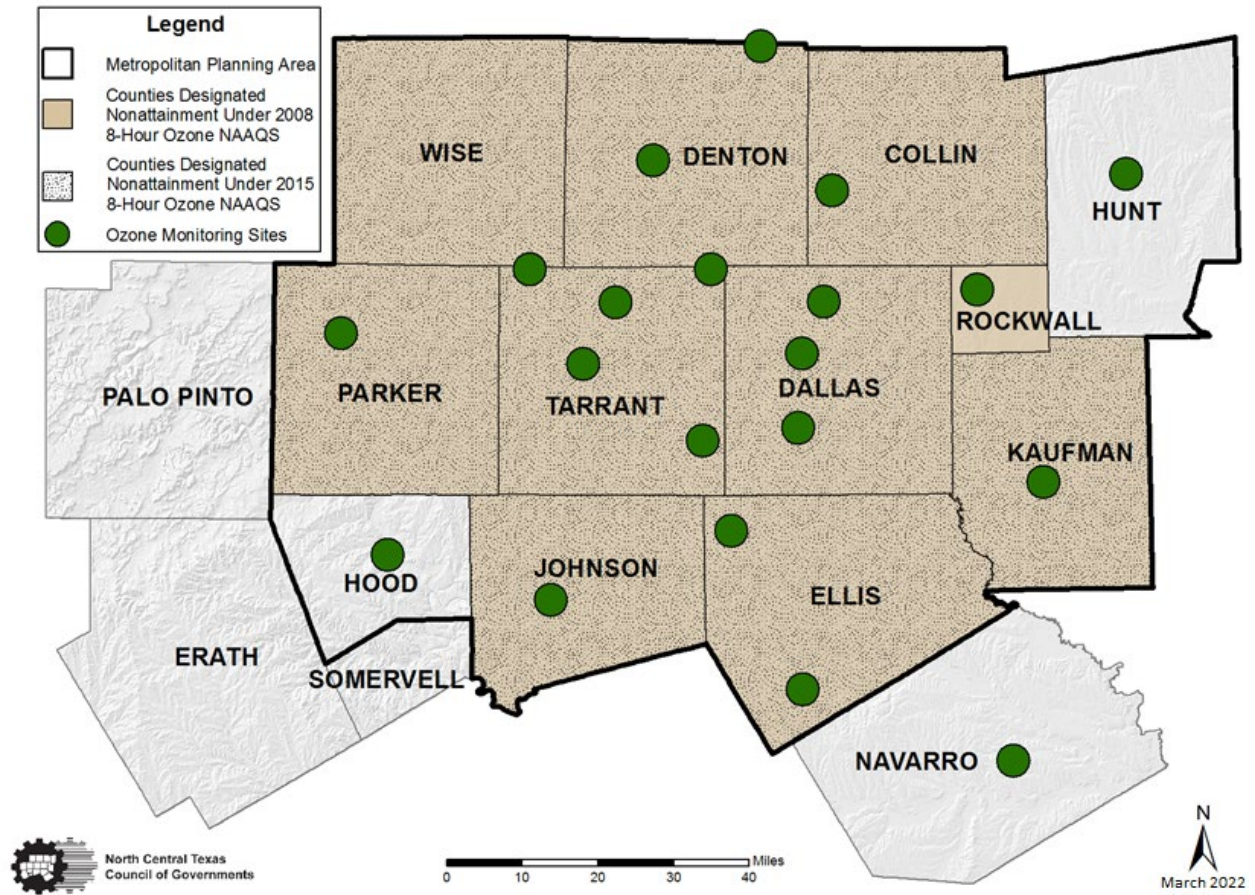 Legend
Metropolitan Planning Area
Counties Designated
Nonattainment Under 2008
8-Hour Ozone NAAQS
Counties Designated
Nonattainment Under 2015
8-Hour Ozone NAAQS
Ozone Monitoring Sites
WISE
DENTON
COLLIN
HUNT
PALO PINTO
PARKER
TARRANT
DALLAS
ROCKWALL
KAUFMAN
HOOD
JOHNSON
ELLIS
ERATH
SOMERVELL
NAVARRO
North Central Texas
Council of Governments
Miles
0 10 20 30 40
N
March 2022